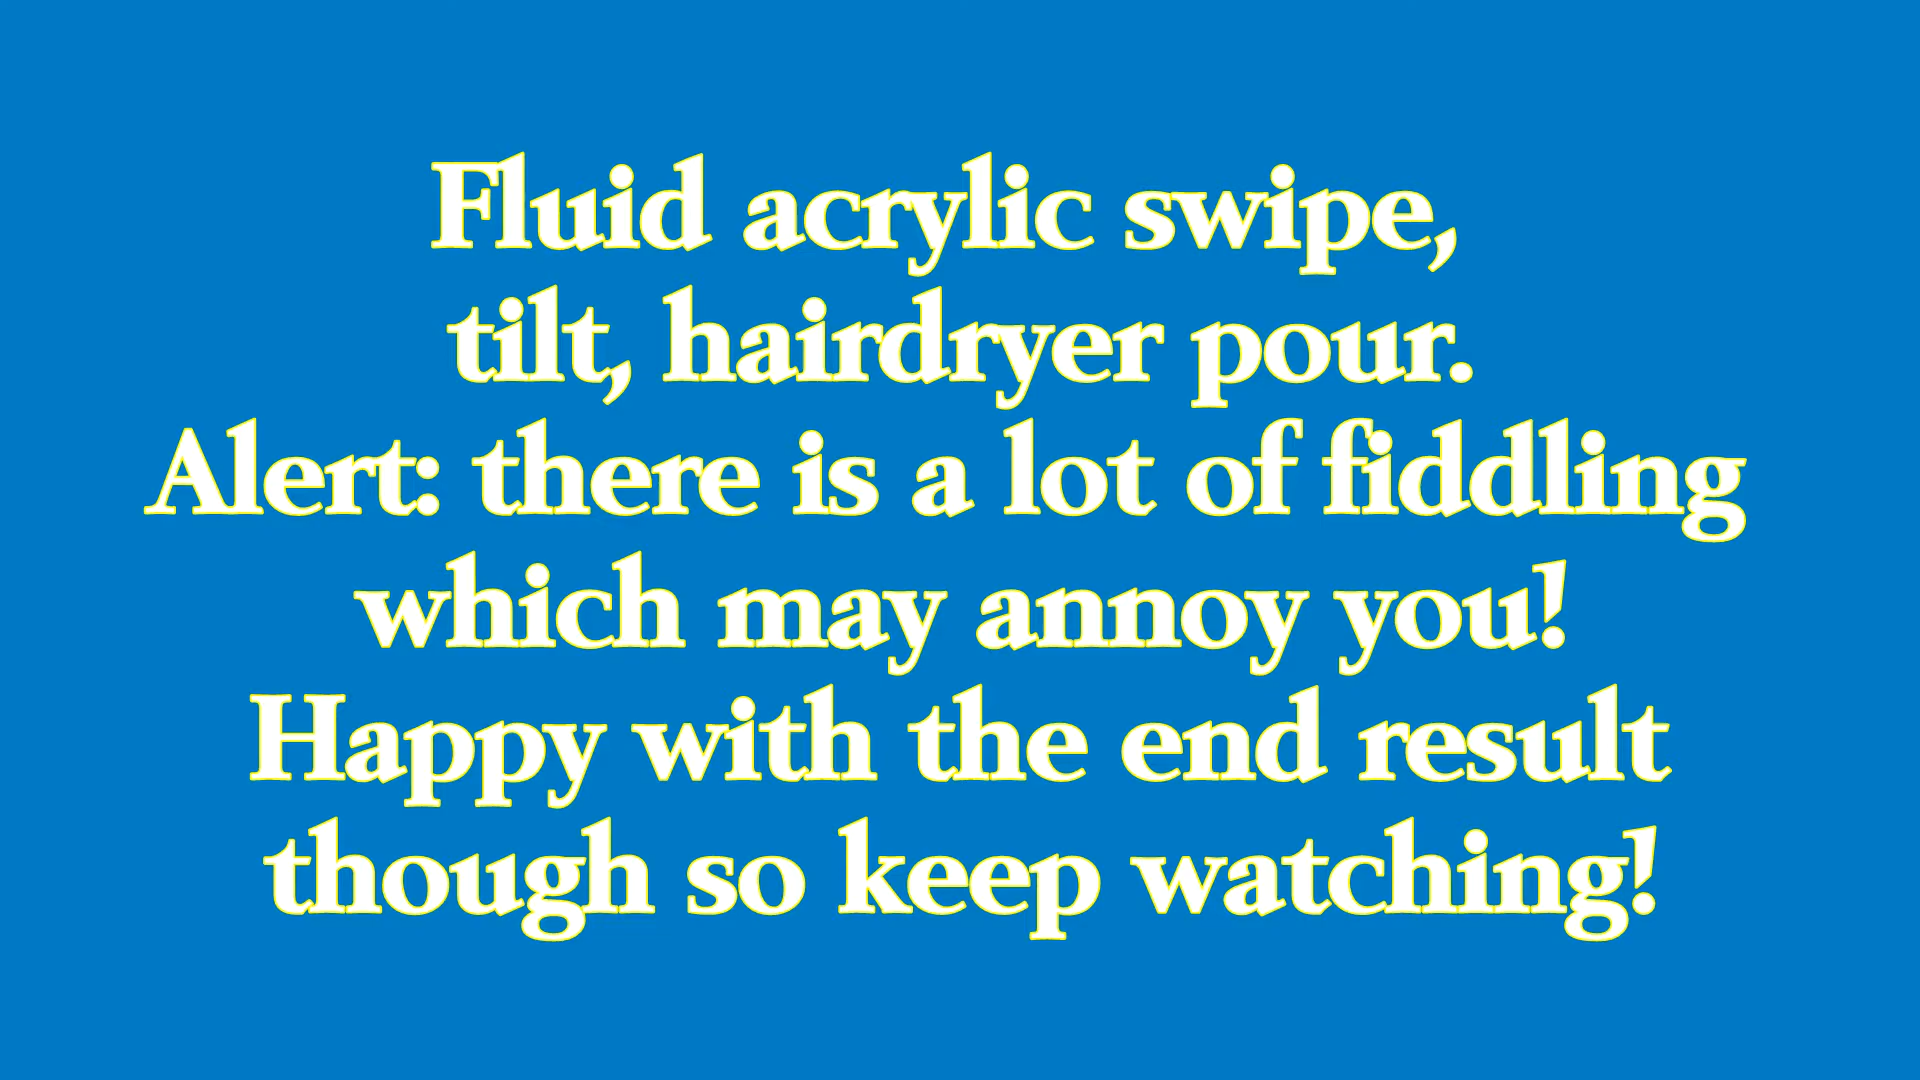 Fluid acrylic swipe,
tilt, hairdryer pour.
Alert: there is a lot of fiddling
which may annoy you!
Happy with the end result
though so keep watching!